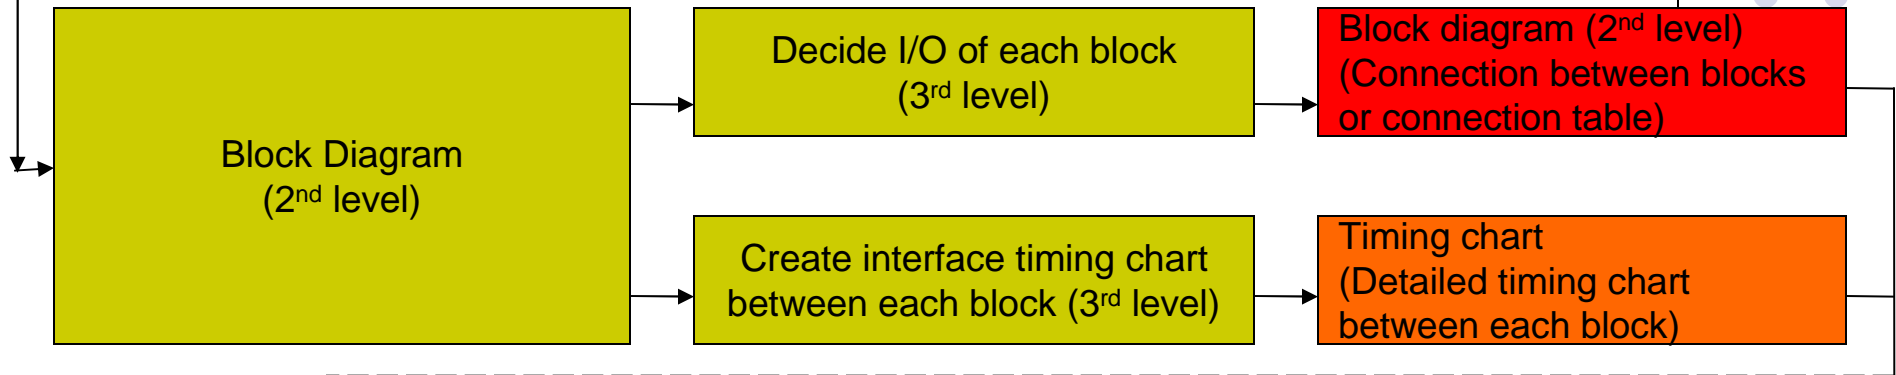 Block Diagram
(2nd level)
Decide I/O of each block
(3rd level)
Block diagram (2nd level)
(Connection between blocks
or connection table)
Create interface timing chart
between each block (3rd level)
Timing chart
(Detailed timing chart
between each block)